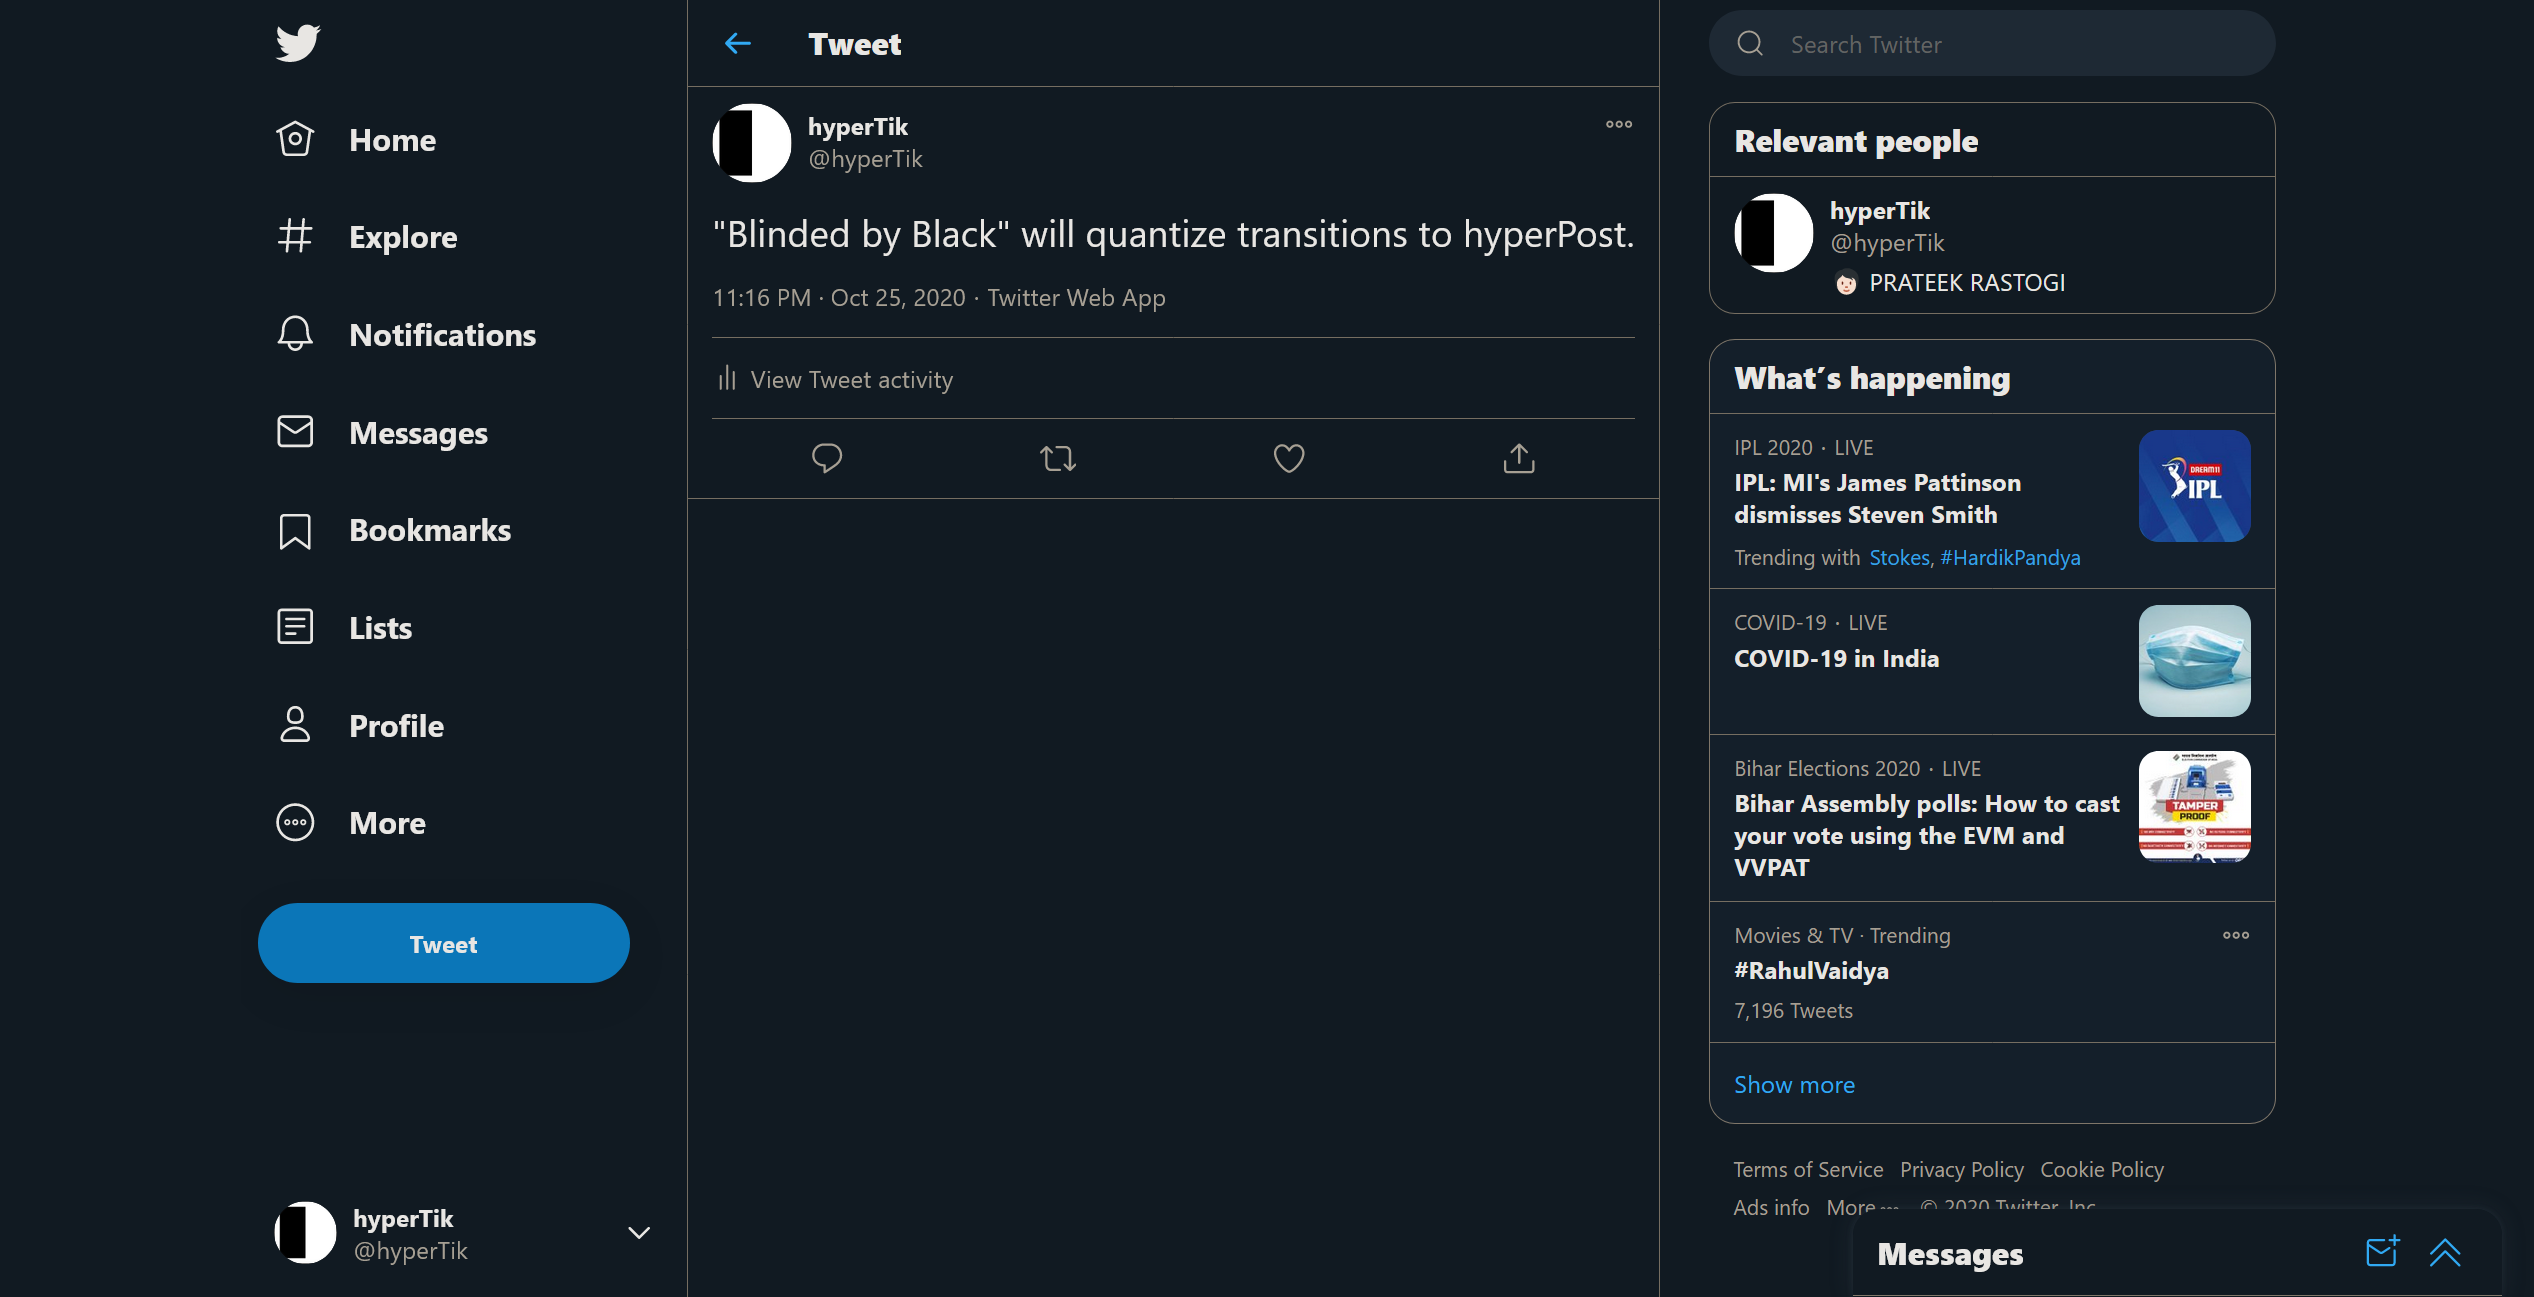 Home
Explore
Notifications
Messages
Bookmarks
Lists
Profile
More
Tweet
hyperTik
@hyperTik
Tweet
hyperTik
@hyperTik
"Blinded by Black" will quantize transitions to hyperPost.
11:16 PM · Oct 25, 2020 · Twitter Web App
View Tweet activity
Search Twitter
Relevant people
hyperTik
@hyperTik
PRATEEK RASTOGI
What's happening
IPL 2020 · LIVE
IPL: MI's James Pattinson
dismisses Steven Smith
Trending with Stokes, #HardikPandya
DREAM11
IPL
COVID-19 · LIVE
COVID-19 in India
Bihar Elections 2020 · LIVE
Bihar Assembly polls: How to cast
your vote using the EVM and
VVPAT
TAMPER
PROOF
Movies & TV · Trending
#RahulVaidya
7,196 Tweets
Show more
Terms of Service Privacy Policy Cookie Policy
Ads info More © 2020 Twitter, Inc.
Messages